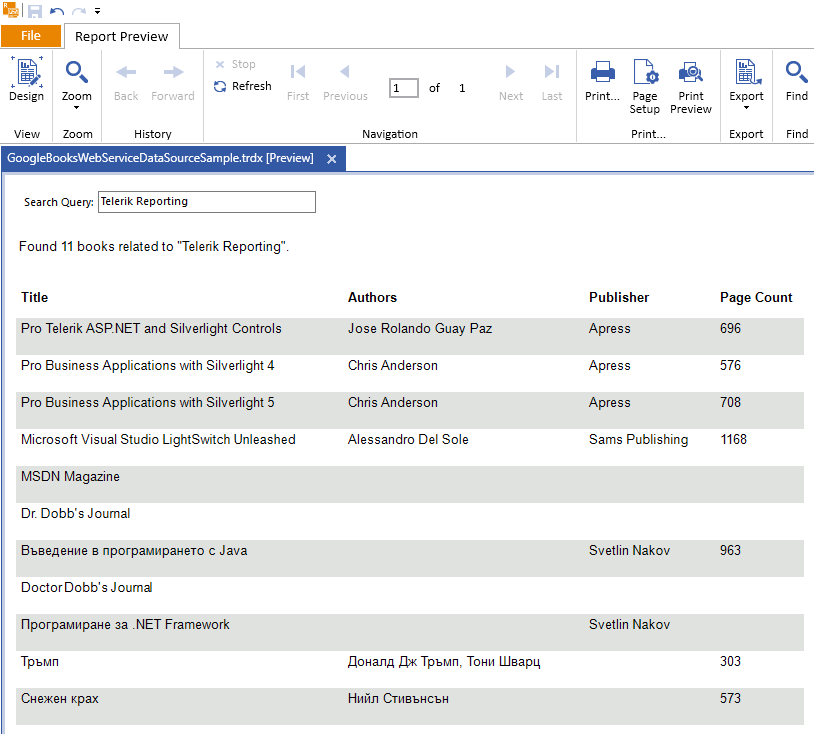 File
Report Preview
Stop
Refresh
Design
Zoom
Back
Forward
First
Previous
1
of
1
Next
Last
Print...
Page Setup
Print Preview
Export
Find
View
Zoom
History
Navigation
Print...
Export
Find
GoogleBooksWebServiceDataSourceSample.trdx [Preview]
Search Query: Telerik Reporting
Found 11 books related to "Telerik Reporting".
Title Authors Publisher Page Count
Pro Telerik ASP.NET and Silverlight Controls Jose Rolando Guay Paz Apress 696
Pro Business Applications with Silverlight 4 Chris Anderson Apress 576
Pro Business Applications with Silverlight 5 Chris Anderson Apress 708
Microsoft Visual Studio LightSwitch Unleashed Alessandro Del Sole Sams Publishing 1168
MSDN Magazine
Dr. Dobb's Journal
Въведение в програмирането с Java Svetlin Nakov 963
Doctor Dobb's Journal
Програмиране за .NET Framework Svetlin Nakov
Тръмп Доналд Дж Тръмп, Тони Шварц 303
Снежен крах Нийл Стивънсън 573